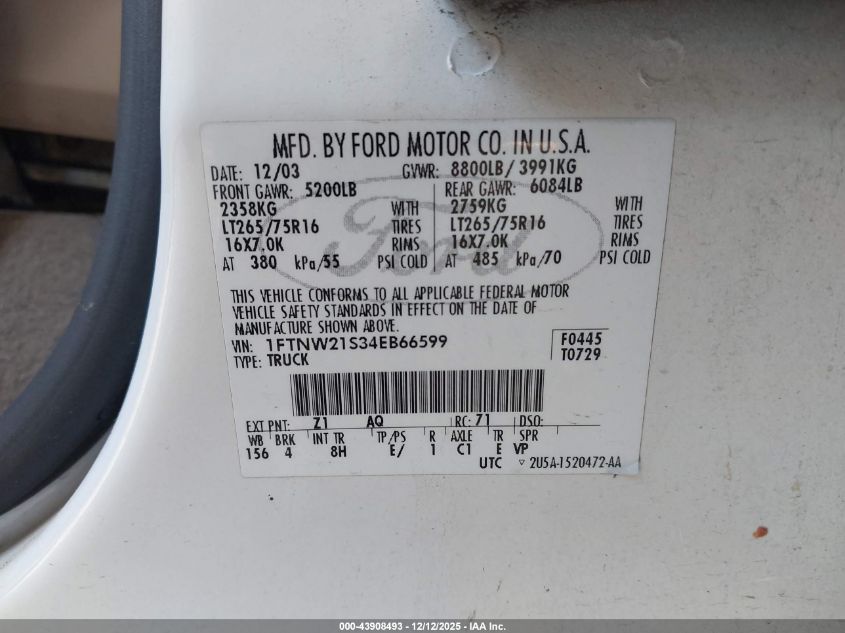 MFD. BY FORD MOTOR CO. IN U.S.A.
DATE: 12/03 GVWR: 8800LB/ 3991KG
FRONT GAWR: 5200LB REAR GAWR: 6084LB
2358KG WITH 2759KG WITH
LT265/75R16 TIRES LT265/75R16 TIRES
16X7.0K RIMS 16X7.0K RIMS
AT 380 kPa/55 PSI COLD AT 485 kPa/70 PSI COLD
Ford
THIS VEHICLE CONFORMS TO ALL APPLICABLE FEDERAL MOTOR
VEHICLE SAFETY STANDARDS IN EFFECT ON THE DATE OF
MANUFACTURE SHOWN ABOVE.
VIN: 1FTNW21S34EB66599 F0445
TYPE: TRUCK T0729
EXT PNT: Z1 AQ RC: 71 DSO:
WB BRK INT TR TP/PS R AXLE TR SPR
156 4 8H E/ 1 C1 E VP
UTC ▽ 2U5A-1520472-AA
000-43908493 - 12/12/2025 - IAA Inc.